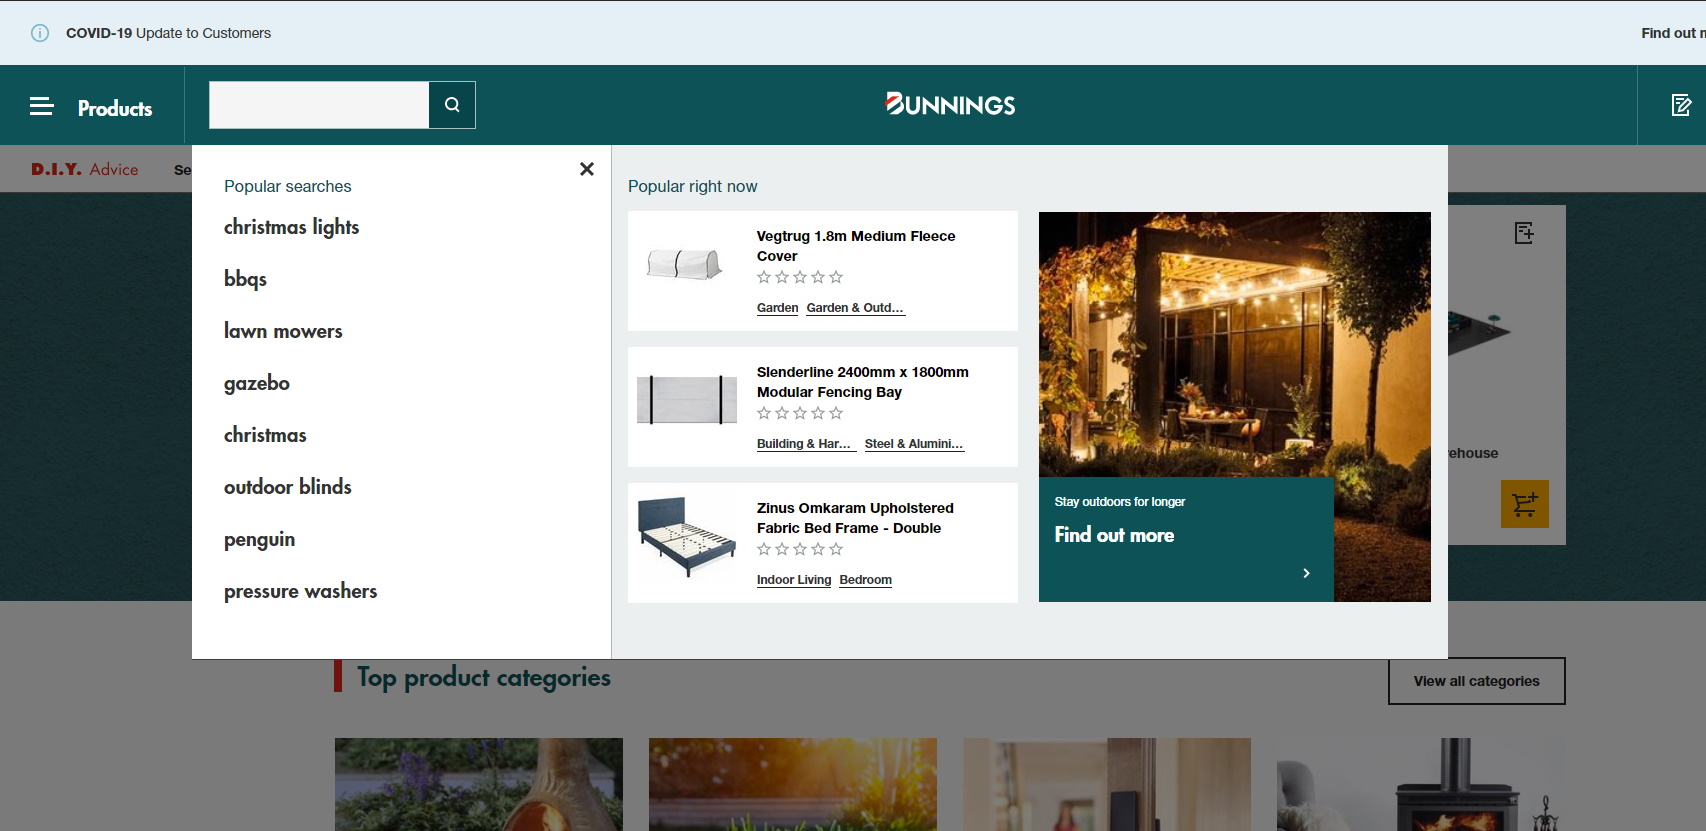 COVID-19 Update to Customers
Find out
Products
BUNNINGS
D.I.Y. Advice
Se
Popular searches
christmas lights
bbqs
lawn mowers
gazebo
christmas
outdoor blinds
penguin
pressure washers
Popular right now
Vegtrug 1.8m Medium Fleece
Cover
Garden Garden & Outd...
Slenderline 2400mm x 1800mm
Modular Fencing Bay
Building & Har... Steel & Alumini...
Zinus Omkaram Upholstered
Fabric Bed Frame - Double
Indoor Living Bedroom
Stay outdoors for longer
Find out more
rehouse
Top product categories
View all categories